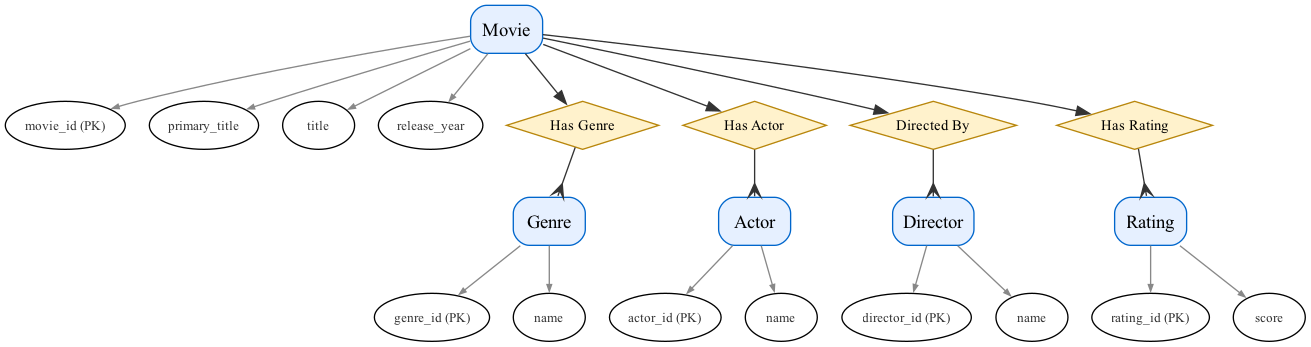 Movie
movie_id (PK)
primary_title
title
release_year
Has Genre
Has Actor
Directed By
Has Rating
Genre
Actor
Director
Rating
genre_id (PK)
name
actor_id (PK)
name
director_id (PK)
name
rating_id (PK)
score